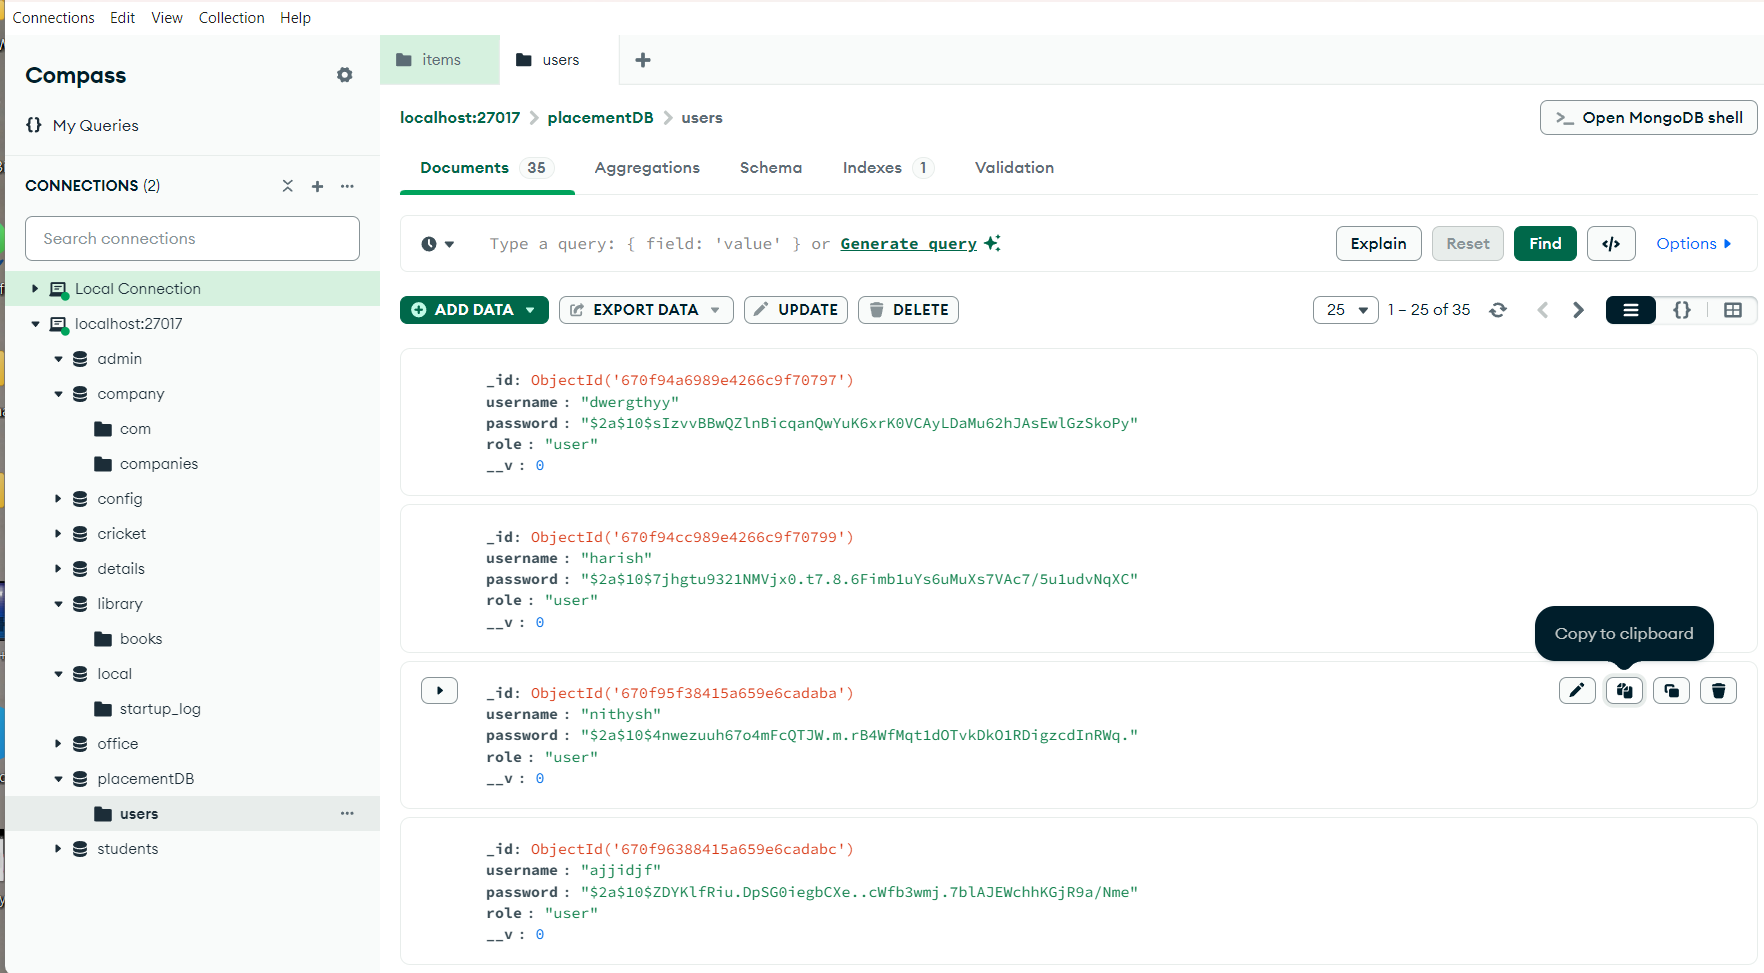 Connections Edit View Collection Help
Compass
{} My Queries
CONNECTIONS (2)
Search connections
Local Connection
localhost:27017
admin
company
com
companies
config
cricket
details
library
books
local
startup_log
office
placementDB
users
students
items users
localhost:27017 placementDB users
>_ Open MongoDB shell
Documents 35 Aggregations Schema Indexes 1 Validation
Type a query: { field: 'value' } or Generate query
Explain Reset Find </> Options
ADD DATA EXPORT DATA UPDATE DELETE
25 1 – 25 of 35 {}
_id: ObjectId('670f94a6989e4266c9f70797')
username : "dwergthyy"
password : "$2a$10$sIzvvBBwQZlnBicqanQwYuK6xrK0VCAyLDaMu62hJAsEwlGzSkoPy"
role : "user"
__v : 0
_id: ObjectId('670f94cc989e4266c9f70799')
username : "harish"
password : "$2a$10$7jhgtu9321NMVjx0.t7.8.6Fimb1uYs6uMuXs7VAc7/5u1udvNqXC"
role : "user"
__v : 0
Copy to clipboard
_id: ObjectId('670f95f38415a659e6cadaba')
username : "nithysh"
password : "$2a$10$4nwezuuh67o4mFcQTJW.m.rB4WfMqt1dOTvkDkO1RDigzcdInRWq."
role : "user"
__v : 0
_id: ObjectId('670f96388415a659e6cadabc')
username : "ajjidjf"
password : "$2a$10$ZDYKlfRiu.DpSG0iegbCXe..cWfb3wmj.7blAJEWchhKGjR9a/Nme"
role : "user"
__v : 0